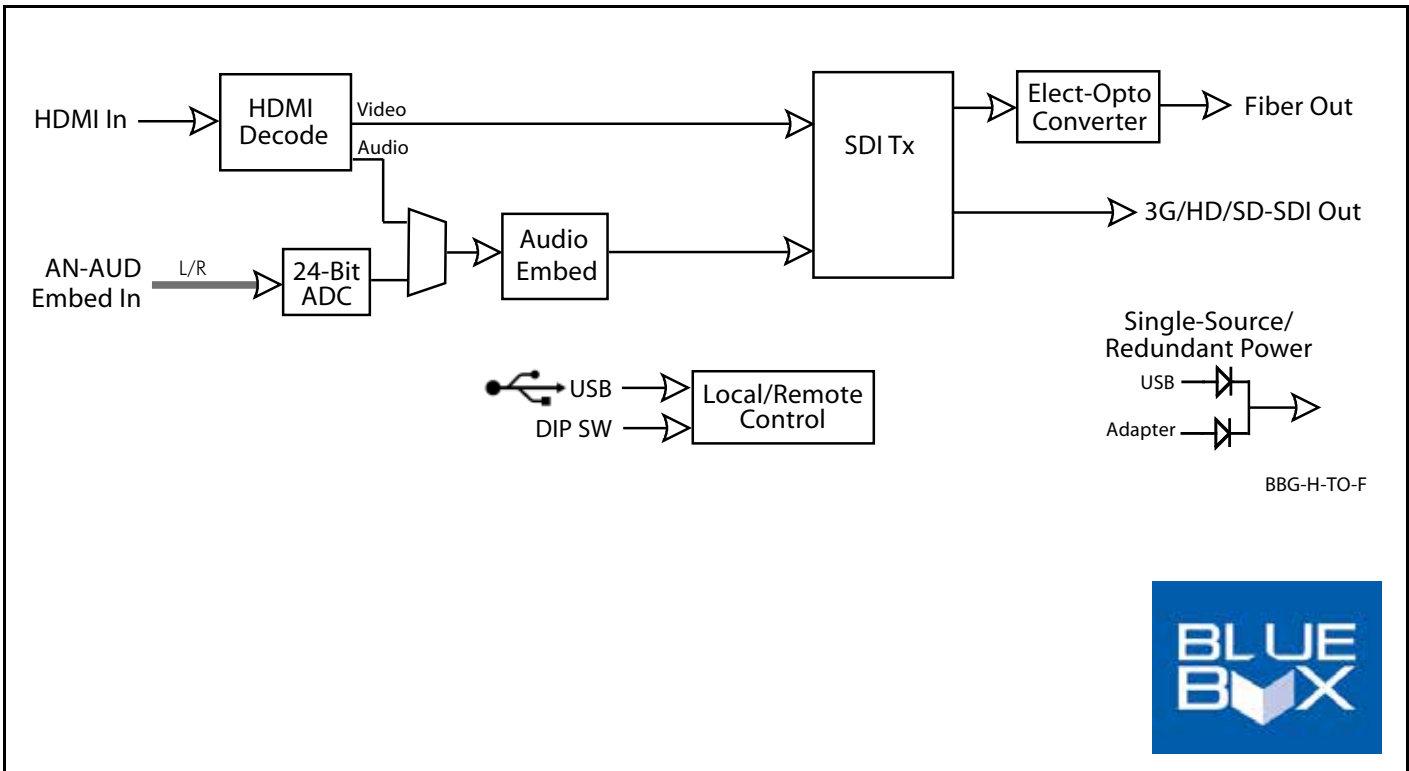 HDMI In
HDMI
Decode
Video
Audio
SDI Tx
Elect-Opto
Converter
Fiber Out
3G/HD/SD-SDI Out
AN-AUD
Embed In
L/R
24-Bit
ADC
Audio
Embed
USB
DIP SW
Local/Remote
Control
Single-Source/
Redundant Power
USB
Adapter
BBG-H-TO-F
BLUE
BOX